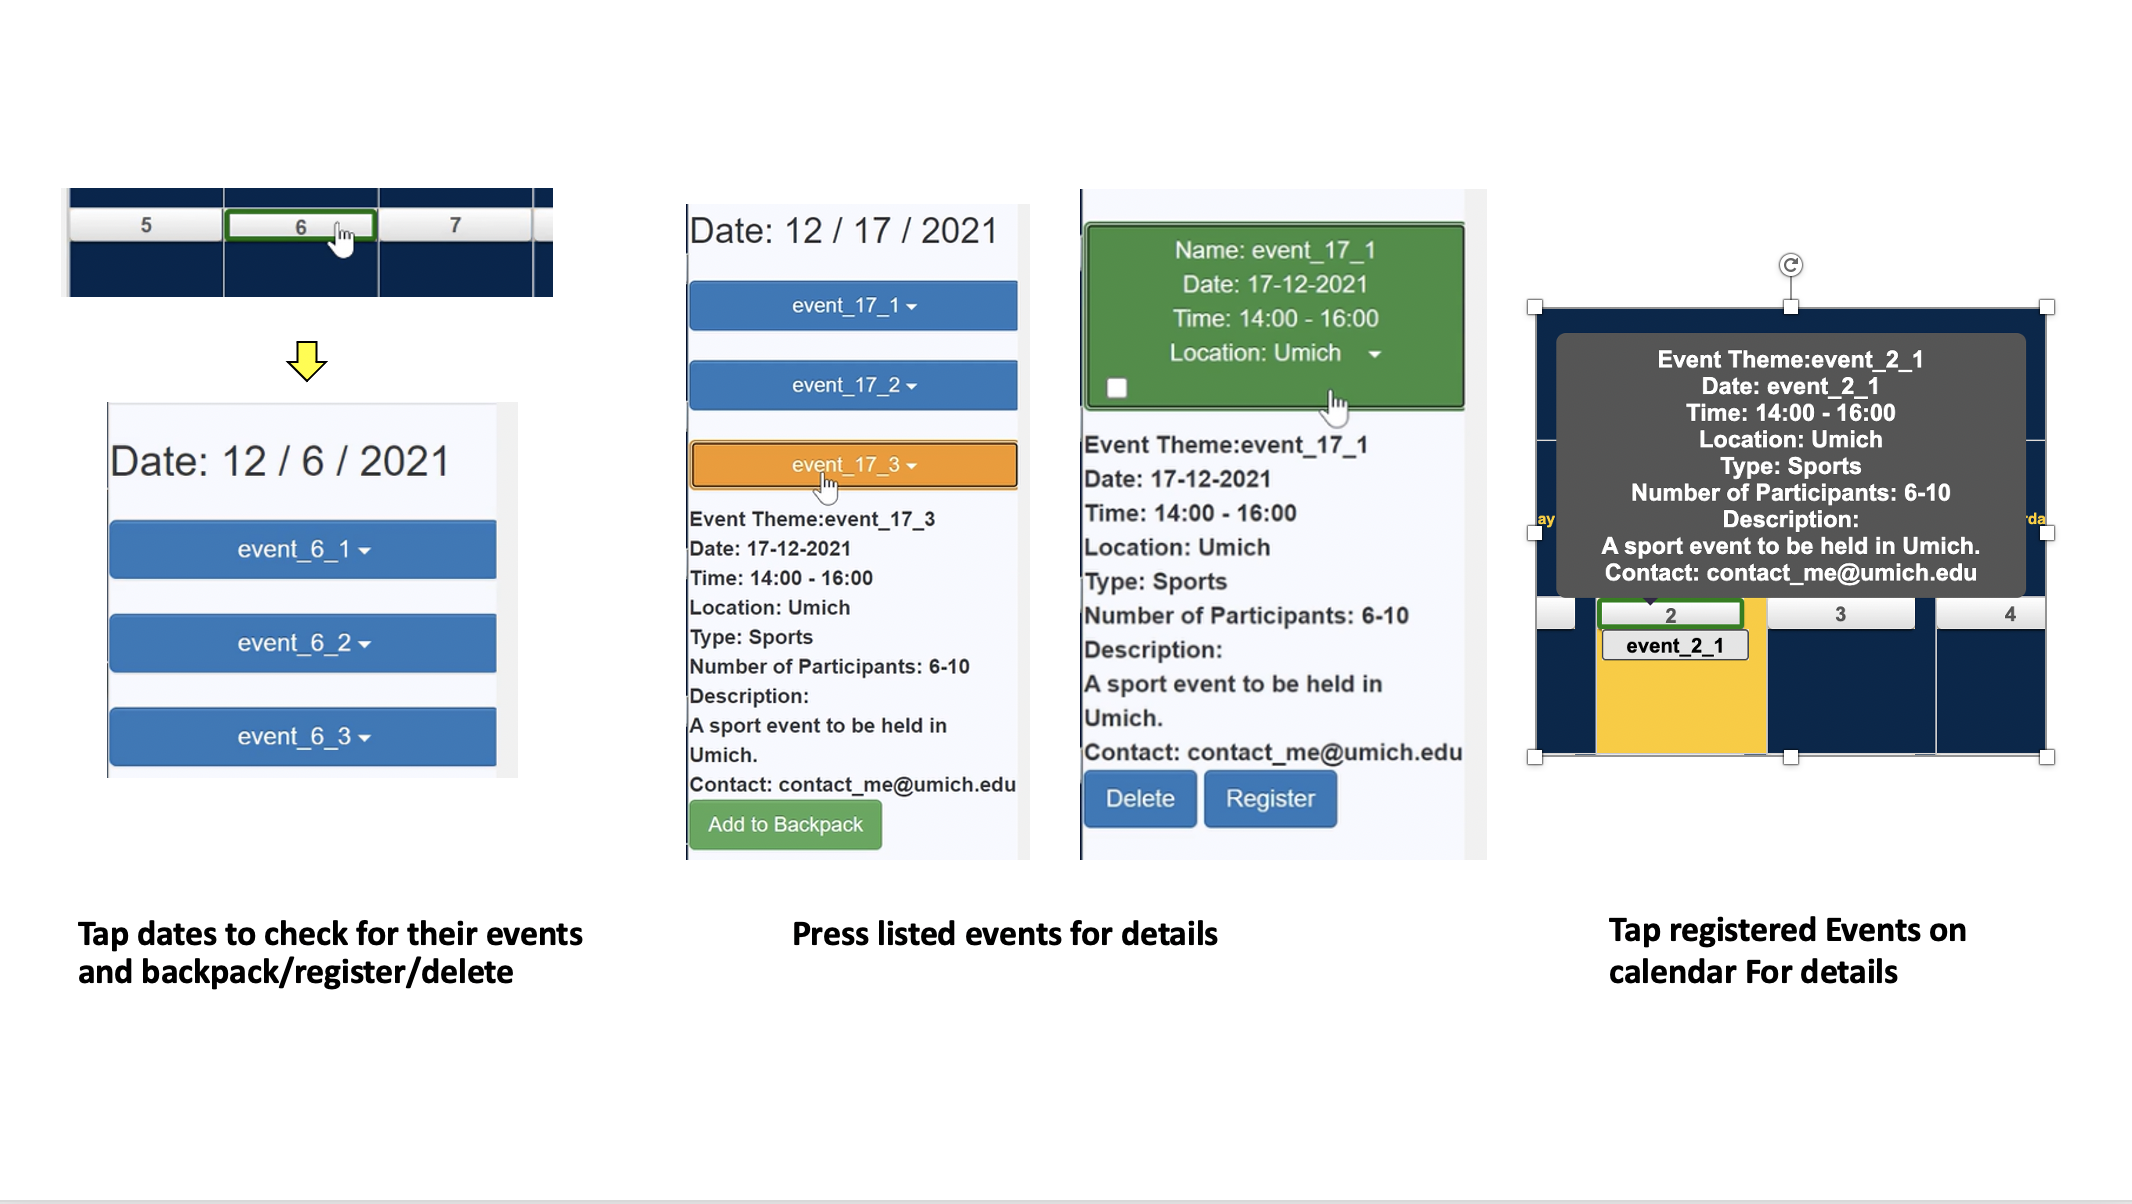 5
6
7
Date: 12 / 6 / 2021
event_6_1
event_6_2
event_6_3
Tap dates to check for their events
and backpack/register/delete
Date: 12 / 17 / 2021
event_17_1
event_17_2
event_17_3
Event Theme:event_17_3
Date: 17-12-2021
Time: 14:00 - 16:00
Location: Umich
Type: Sports
Number of Participants: 6-10
Description:
A sport event to be held in
Umich.
Contact: contact_me@umich.edu
Add to Backpack
Name: event_17_1
Date: 17-12-2021
Time: 14:00 - 16:00
Location: Umich
Event Theme:event_17_1
Date: 17-12-2021
Time: 14:00 - 16:00
Location: Umich
Type: Sports
Number of Participants: 6-10
Description:
A sport event to be held in
Umich.
Contact: contact_me@umich.edu
Delete
Register
Press listed events for details
Event Theme:event_2_1
Date: event_2_1
Time: 14:00 - 16:00
Location: Umich
Type: Sports
Number of Participants: 6-10
Description:
A sport event to be held in Umich.
Contact: contact_me@umich.edu
ay
rda
2
3
4
event_2_1
Tap registered Events on
calendar For details